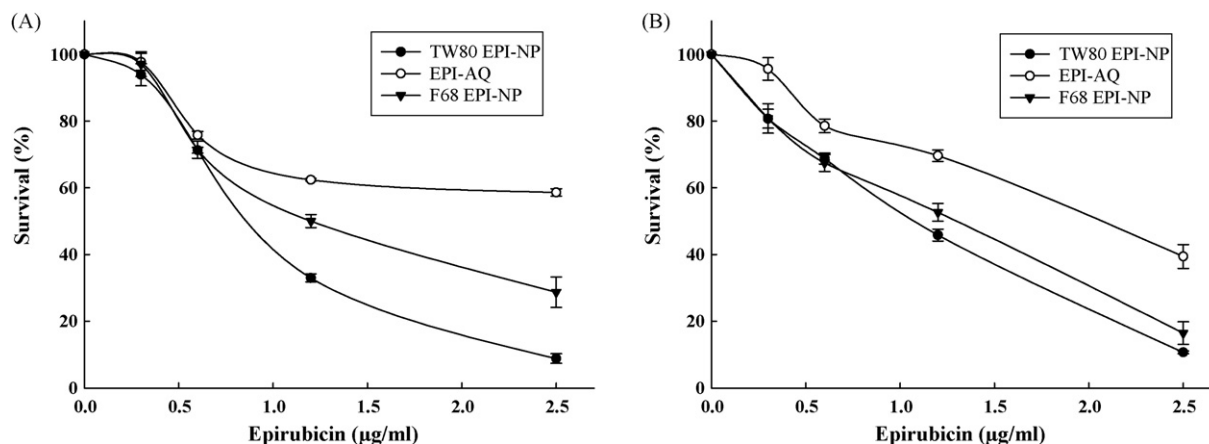 (A)
Survival (%)
100
80
60
40
20
0
0.0 0.5 1.0 1.5 2.0 2.5
Epirubicin (µg/ml)
TW80 EPI-NP
EPI-AQ
F68 EPI-NP
(B)
Survival (%)
100
80
60
40
20
0
0.0 0.5 1.0 1.5 2.0 2.5
Epirubicin (µg/ml)
TW80 EPI-NP
EPI-AQ
F68 EPI-NP